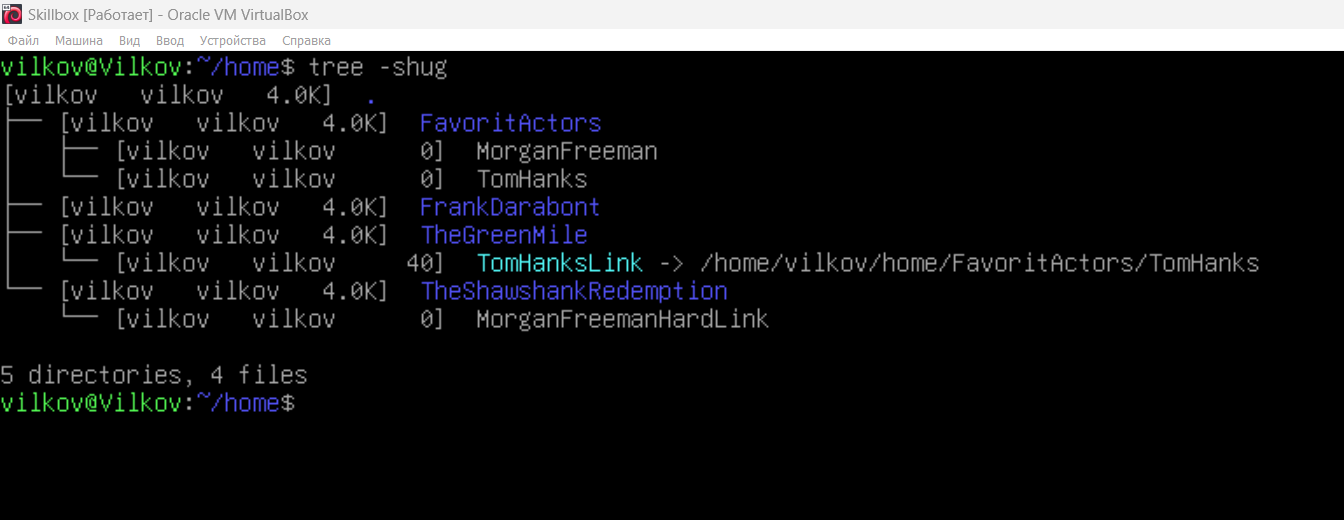 Skillbox [Работает] - Oracle VM VirtualBox
Файл Машина Вид Ввод Устройства Справка
vilkov@Vilkov:~/home$ tree -shug
[vilkov   vilkov   4.0K]  .
├── [vilkov   vilkov   4.0K]  FavoritActors
│   ├── [vilkov   vilkov      0]  MorganFreeman
│   └── [vilkov   vilkov      0]  TomHanks
├── [vilkov   vilkov   4.0K]  FrankDarabont
├── [vilkov   vilkov   4.0K]  TheGreenMile
│   └── [vilkov   vilkov     40]  TomHanksLink -> /home/vilkov/home/FavoritActors/TomHanks
└── [vilkov   vilkov   4.0K]  TheShawshankRedemption
    └── [vilkov   vilkov      0]  MorganFreemanHardLink
5 directories, 4 files
vilkov@Vilkov:~/home$